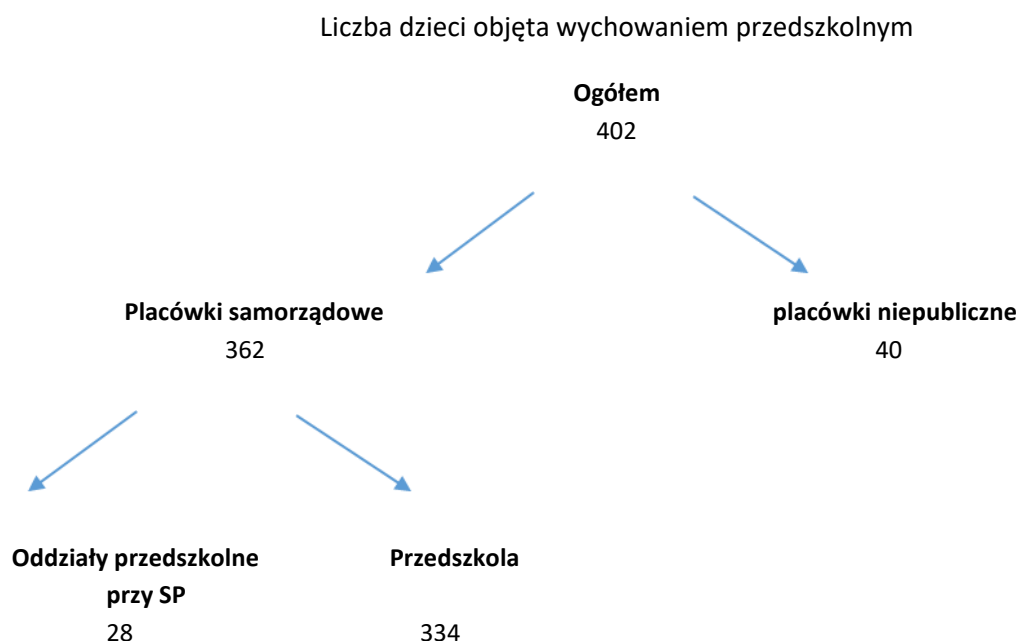 Liczba dzieci objęta wychowaniem przedszkolnym
Ogółem
402
Placówki samorządowe
362
placówki niepubliczne
40
Oddziały przedszkolne
przy SP
28
Przedszkola
334